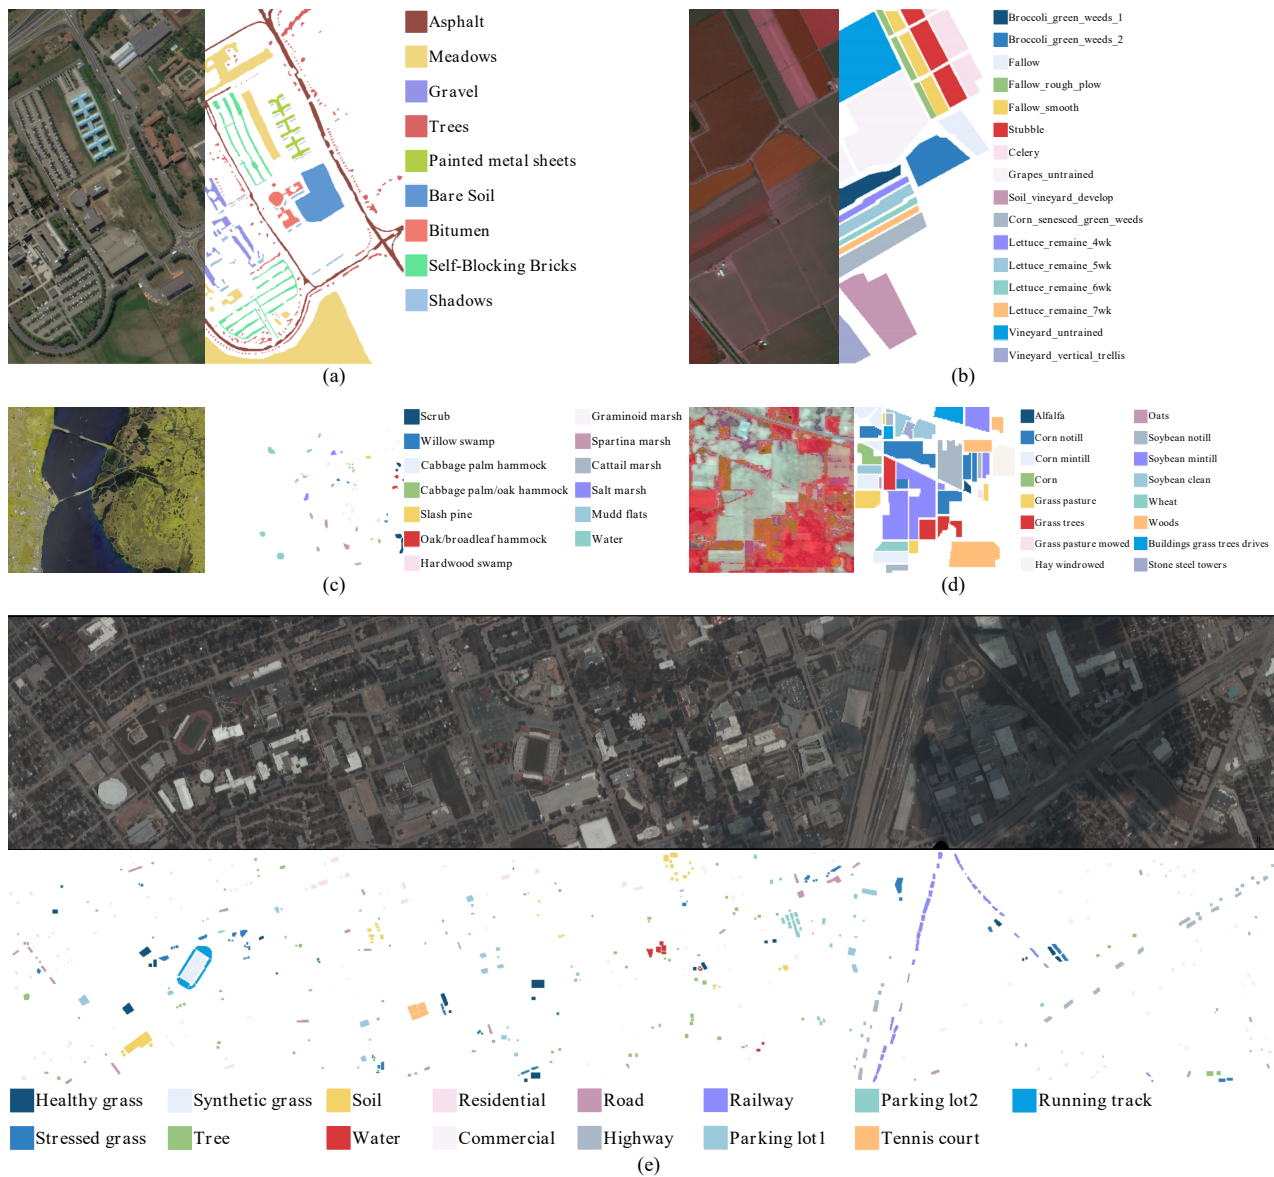 Asphalt
Meadows
Gravel
Trees
Painted metal sheets
Bare Soil
Bitumen
Self-Blocking Bricks
Shadows
(a)
Broccoli_green_weeds_1
Broccoli_green_weeds_2
Fallow
Fallow_rough_plow
Fallow_smooth
Stubble
Celery
Grapes_untrained
Soil_vineyard_develop
Corn_senesced_green_weeds
Lettuce_remaine_4wk
Lettuce_remaine_5wk
Lettuce_remaine_6wk
Lettuce_remaine_7wk
Vineyard_untrained
Vineyard_vertical_trellis
(b)
Scrub
Willow swamp
Cabbage palm hammock
Cabbage palm/oak hammock
Slash pine
Oak/broadleaf hammock
Hardwood swamp
Graminoid marsh
Spartina marsh
Cattail marsh
Salt marsh
Mudd flats
Water
(c)
Alfalfa
Corn notill
Corn mintill
Corn
Grass pasture
Grass trees
Grass pasture mowed
Hay windrowed
Oats
Soybean notill
Soybean mintill
Soybean clean
Wheat
Woods
Buildings grass trees drives
Stone steel towers
(d)
Healthy grass Synthetic grass Soil Residential Road Railway Parking lot2 Running track
Stressed grass Tree Water Commercial Highway Parking lot1 Tennis court
(e)